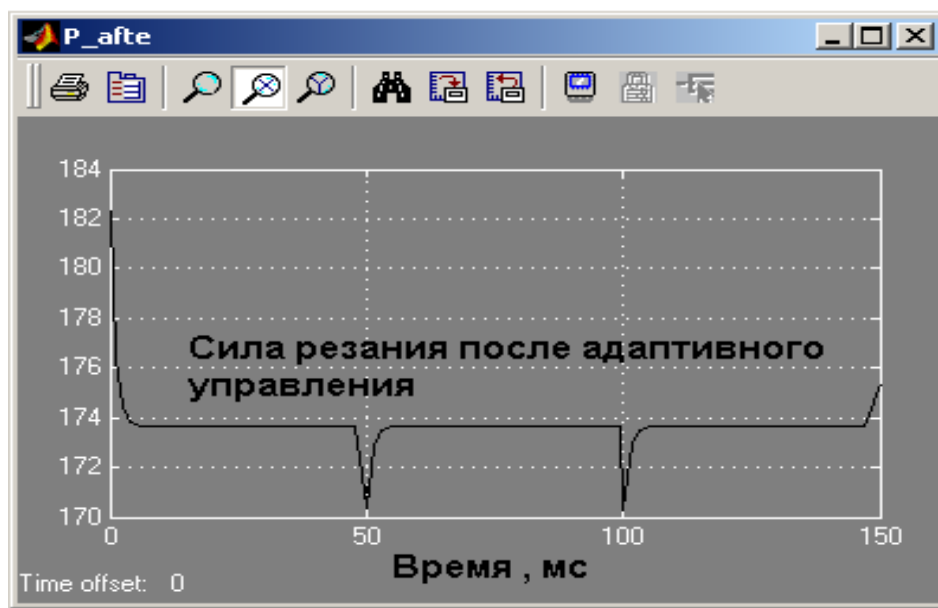 P_afte
184
182
180
178
176
174
172
170
Сила резания после адаптивного
управления
0
50
100
150
Время , мс
Time offset: 0